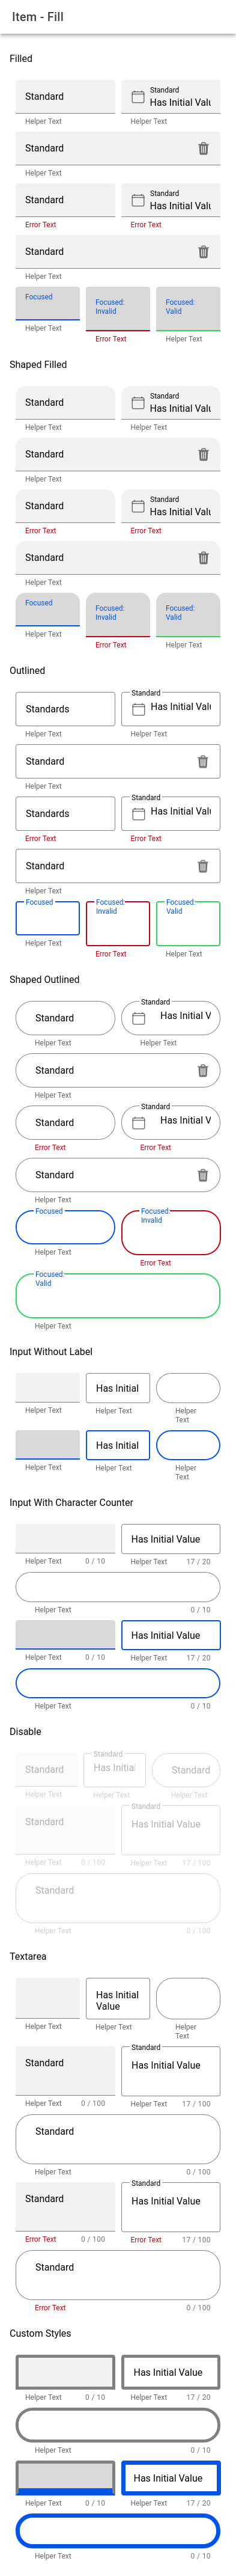 Item - Fill
Filled
Standard
Standard
Has Initial Valu
Helper Text
Helper Text
Standard
Helper Text
Standard
Standard
Has Initial Valu
Error Text
Error Text
Standard
Helper Text
Focused
Focused:
Invalid
Focused:
Valid
Helper Text
Error Text
Helper Text
Shaped Filled
Standard
Standard
Has Initial Valu
Helper Text
Helper Text
Standard
Helper Text
Standard
Standard
Has Initial Valu
Error Text
Error Text
Standard
Helper Text
Focused
Focused:
Invalid
Focused:
Valid
Helper Text
Error Text
Helper Text
Outlined
Standards
Standard
Has Initial Valu
Helper Text
Helper Text
Standard
Helper Text
Standards
Standard
Has Initial Valu
Error Text
Error Text
Standard
Helper Text
Focused
Focused:
Invalid
Focused:
Valid
Helper Text
Error Text
Helper Text
Shaped Outlined
Standard
Standard
Has Initial V
Helper Text
Helper Text
Standard
Helper Text
Standard
Standard
Has Initial V
Error Text
Error Text
Standard
Helper Text
Focused
Focused:
Invalid
Helper Text
Error Text
Focused:
Valid
Helper Text
Input Without Label
Has Initial
Helper Text
Helper Text
Helper
Text
Has Initial
Helper Text
Helper Text
Helper
Text
Input With Character Counter
Has Initial Value
Helper Text 0 / 10
Helper Text 17 / 20
Helper Text 0 / 10
Has Initial Value
Helper Text 0 / 10
Helper Text 17 / 20
Helper Text 0 / 10
Disable
Standard
Standard
Has Initial
Standard
Helper Text
Helper Text
Helper Text
Standard
Standard
Has Initial Value
Helper Text 0 / 100
Helper Text 17 / 100
Standard
Helper Text 0 / 100
Textarea
Has Initial
Value
Helper Text
Helper Text
Helper
Text
Standard
Standard
Has Initial Value
Helper Text 0 / 100
Helper Text 17 / 100
Standard
Helper Text 0 / 100
Standard
Standard
Has Initial Value
Error Text 0 / 100
Error Text 17 / 100
Standard
Error Text 0 / 100
Custom Styles
Has Initial Value
Helper Text 0 / 10
Helper Text 17 / 20
Helper Text 0 / 10
Has Initial Value
Helper Text 0 / 10
Helper Text 17 / 20
Helper Text 0 / 10